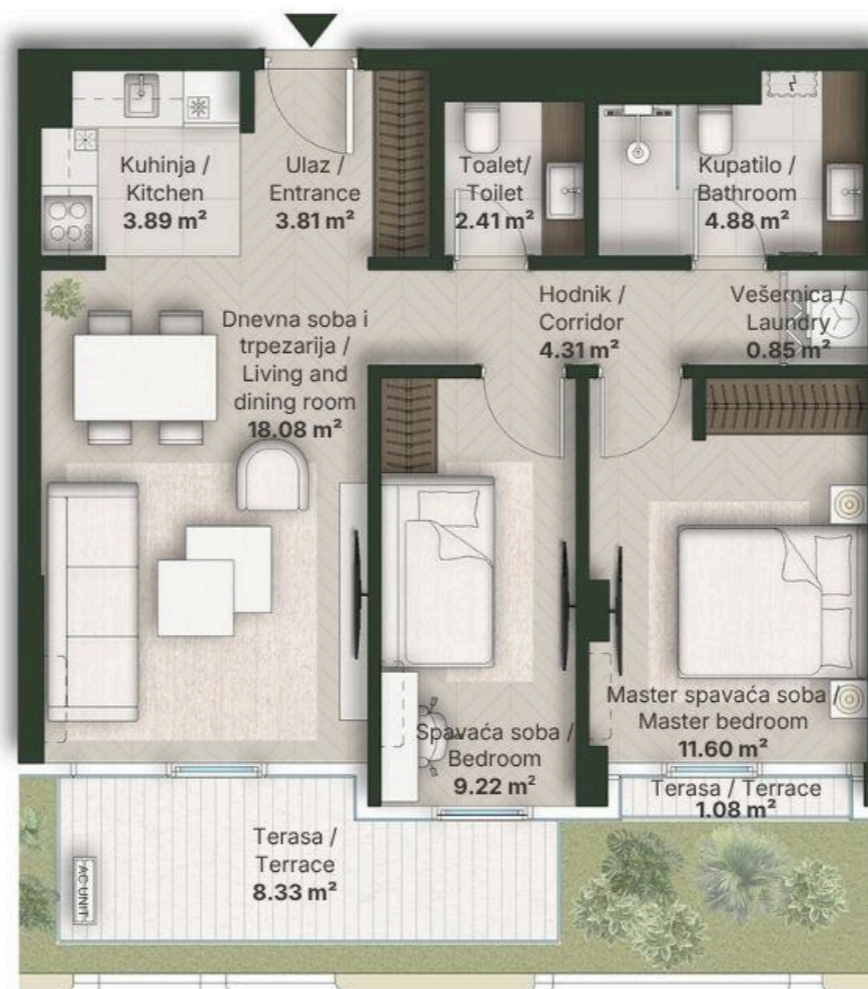 Kuhinja /
Kitchen
3.89 m²
Ulaz /
Entrance
3.81 m²
Toalet/
Toilet
2.41 m²
Kupatilo /
Bathroom
4.88 m²
Hodnik /
Corridor
4.31 m²
Vešernica /
Laundry
0.85 m²
Dnevna soba i
trpezarija /
Living and
dining room
18.08 m²
Spavaća soba /
Bedroom
9.22 m²
Master spavaća soba /
Master bedroom
11.60 m²
Terasa / Terrace
1.08 m²
Terasa /
Terrace
8.33 m²
AC UNIT